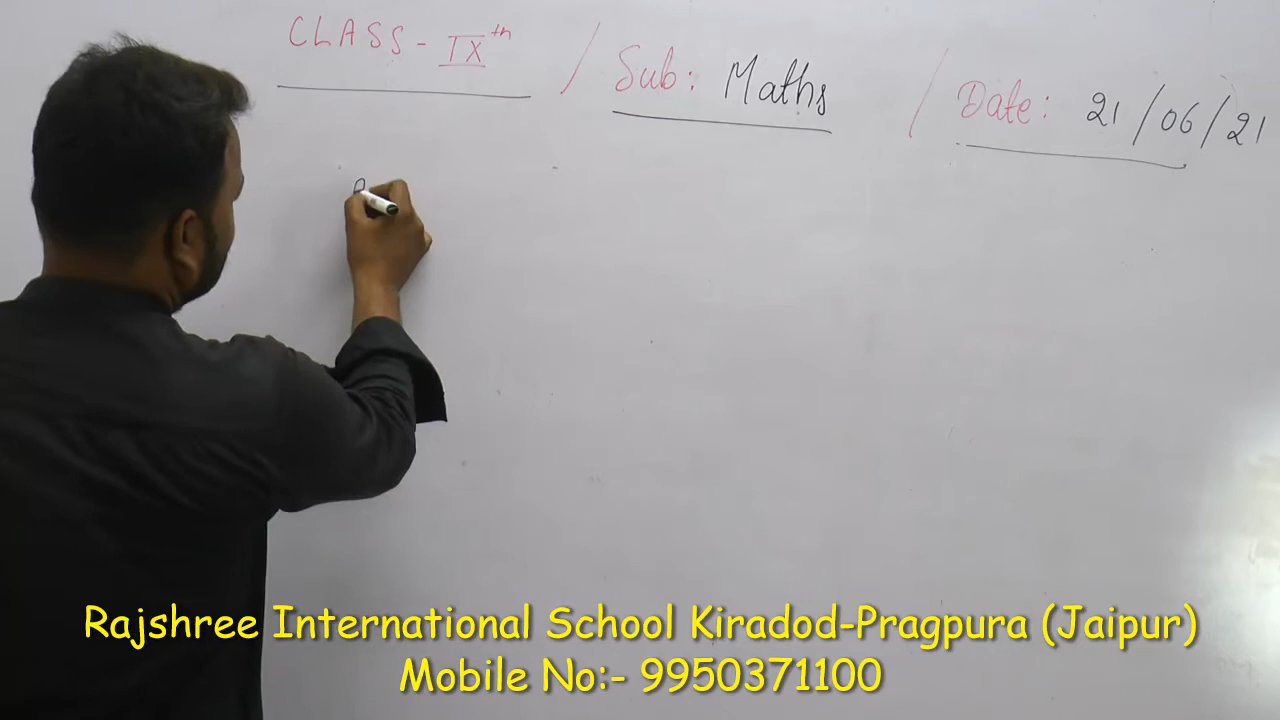 CLASS - IXth / Sub: Maths / Date: 21/06/21
Rajshree International School Kiradod-Pragpura (Jaipur)
Mobile No:- 9950371100